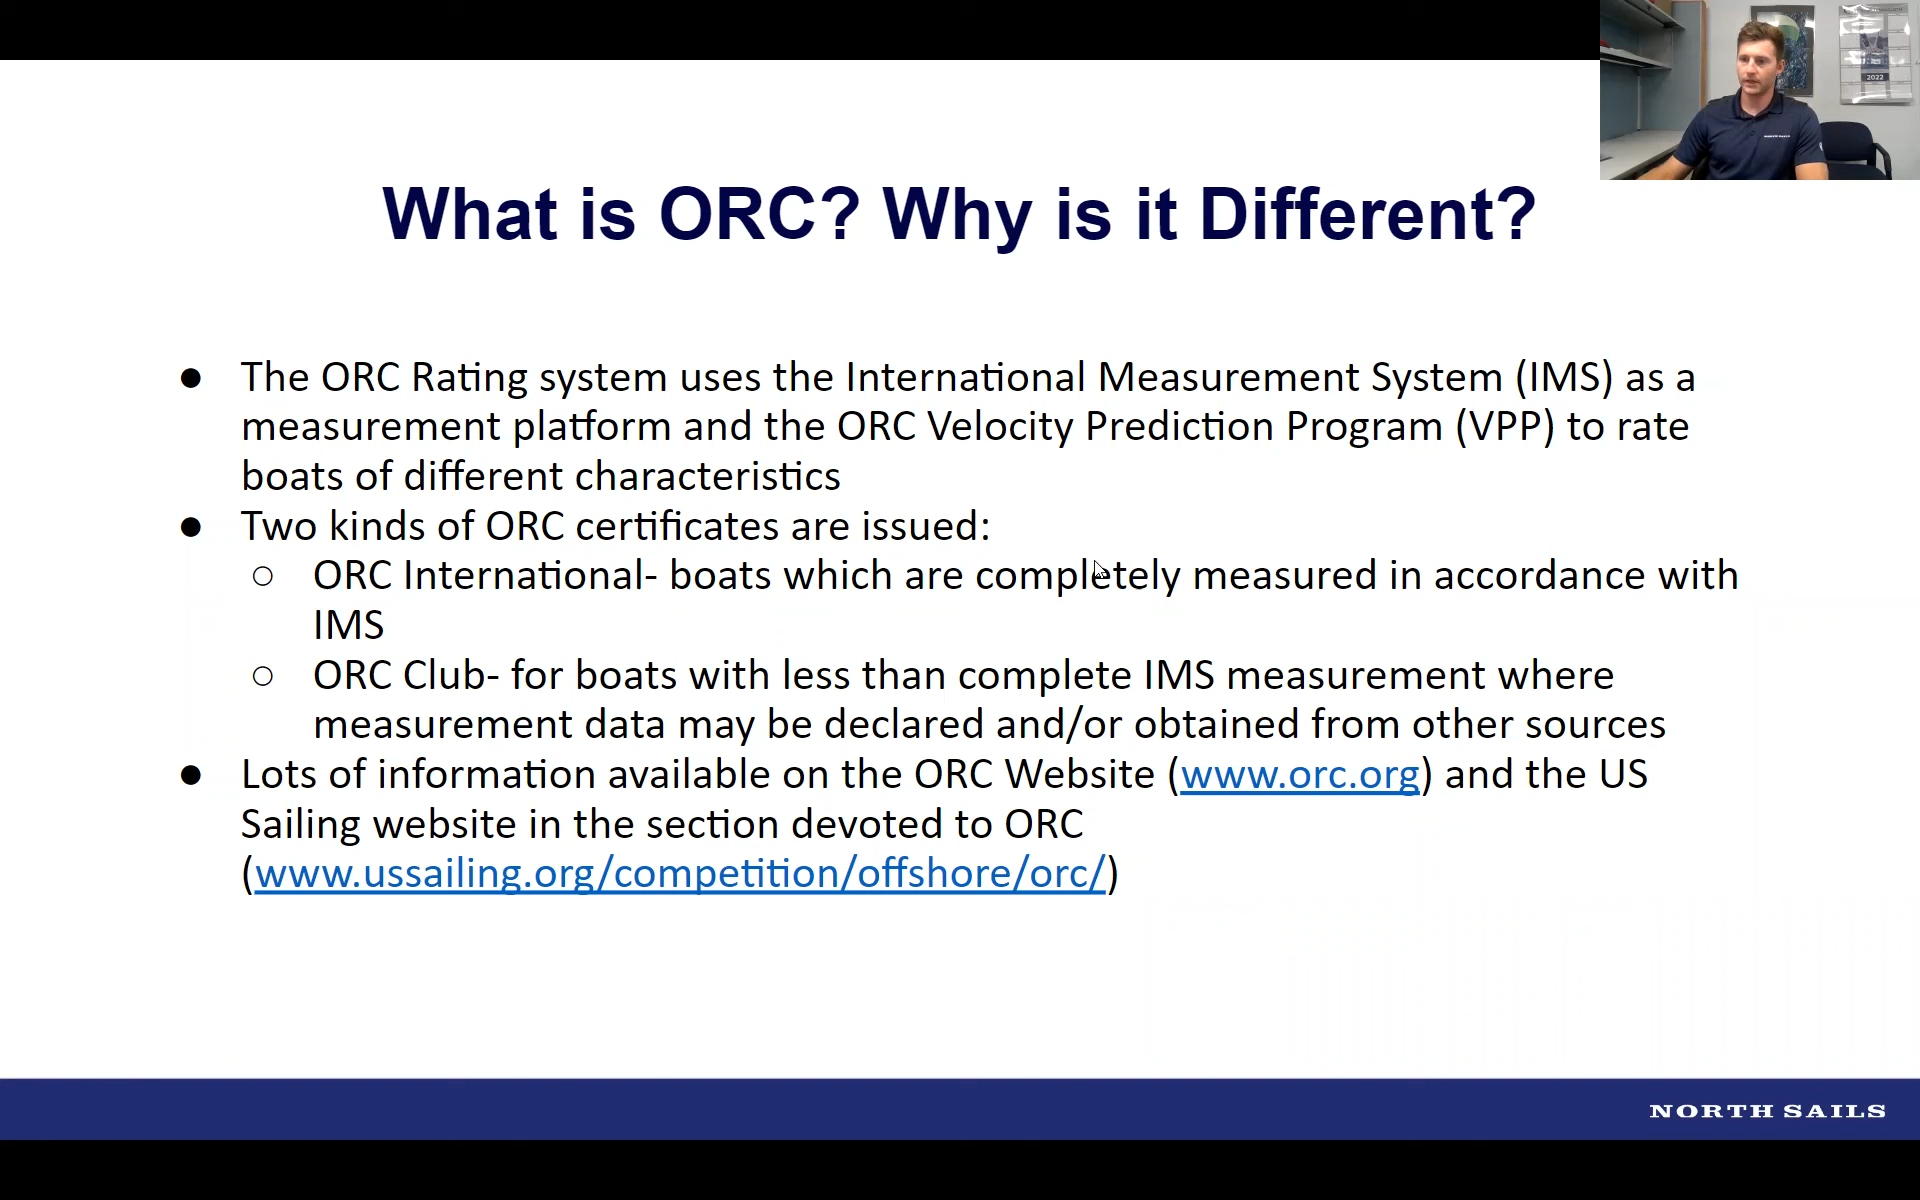 2022
NORTH SAILS
What is ORC? Why is it Different?
● The ORC Rating system uses the International Measurement System (IMS) as a
measurement platform and the ORC Velocity Prediction Program (VPP) to rate
boats of different characteristics
● Two kinds of ORC certificates are issued:
○ ORC International- boats which are completely measured in accordance with
IMS
○ ORC Club- for boats with less than complete IMS measurement where
measurement data may be declared and/or obtained from other sources
● Lots of information available on the ORC Website (www.orc.org) and the US
Sailing website in the section devoted to ORC
(www.ussailing.org/competition/offshore/orc/)
NORTH SAILS